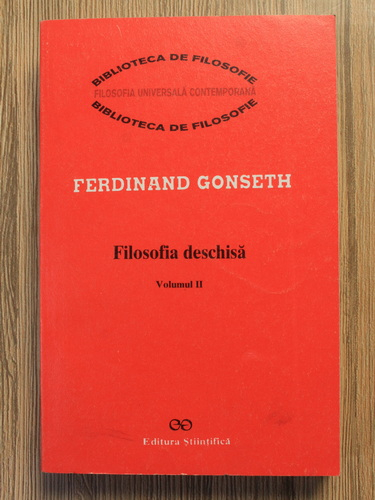 BIBLIOTECA DE FILOSOFIE
FILOSOFIA UNIVERSALĂ CONTEMPORANĂ
BIBLIOTECA DE FILOSOFIE
FERDINAND GONSETH
Filosofia deschisă
Volumul II
Editura Științifică